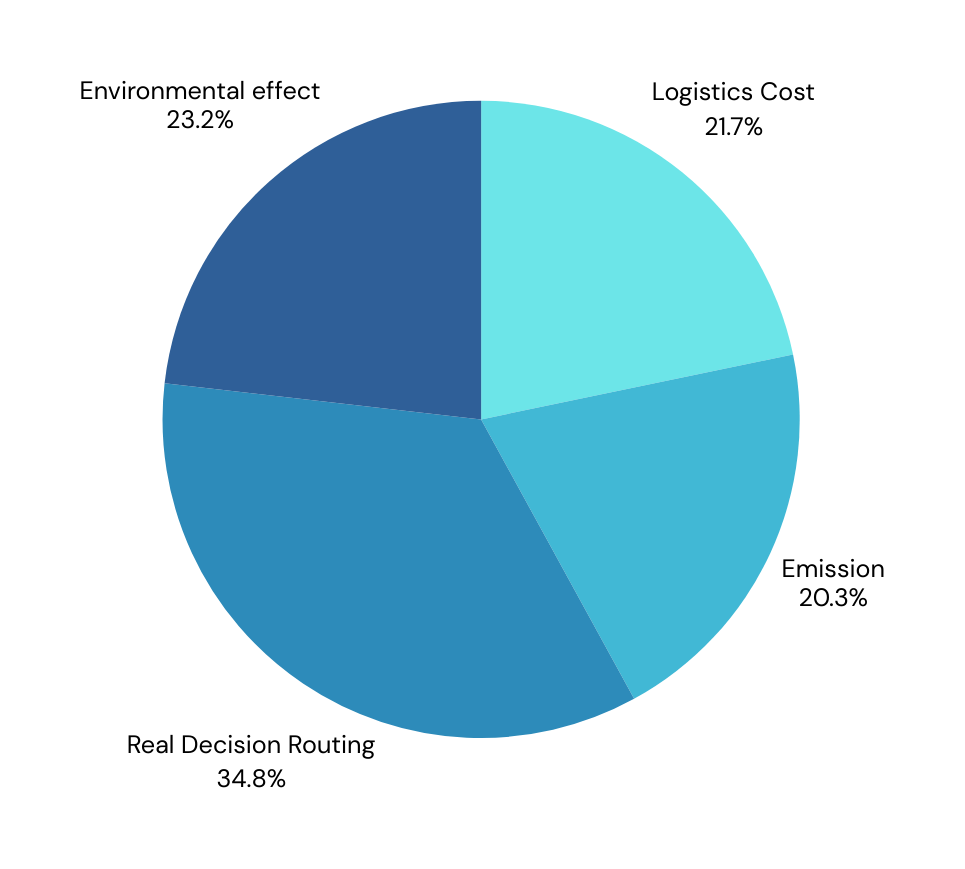 Environmental effect
23.2%
Logistics Cost
21.7%
Emission
20.3%
Real Decision Routing
34.8%